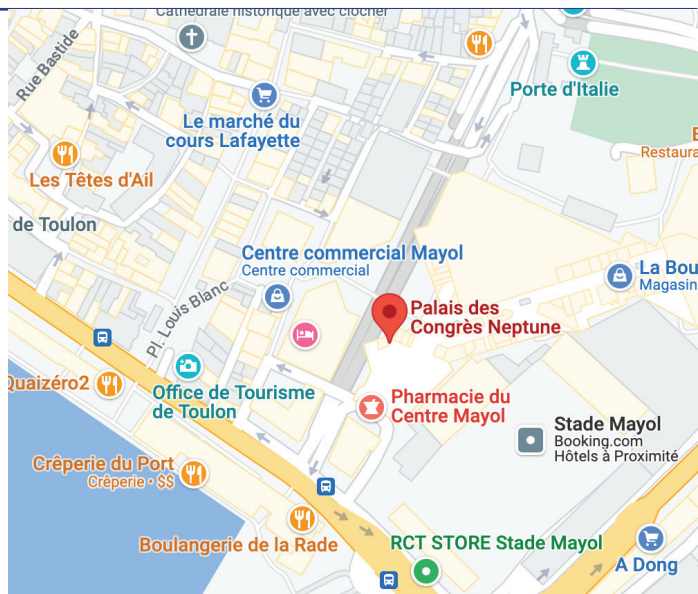 Cathédrale historique avec clocher
Rue Bastide
Porte d'Italie
Le marché du
cours Lafayette
Restaura
Les Têtes d'Ail
de Toulon
Centre commercial Mayol
Centre commercial
La Bou
Magasin
Pl. Louis Blanc
Palais des
Congrès Neptune
Quaizéro2
Office de Tourisme
de Toulon
Pharmacie du
Centre Mayol
Stade Mayol
Booking.com
Hôtels à Proximité
Crêperie du Port
Crêperie • $$
Boulangerie de la Rade
RCT STORE Stade Mayol
A Dong